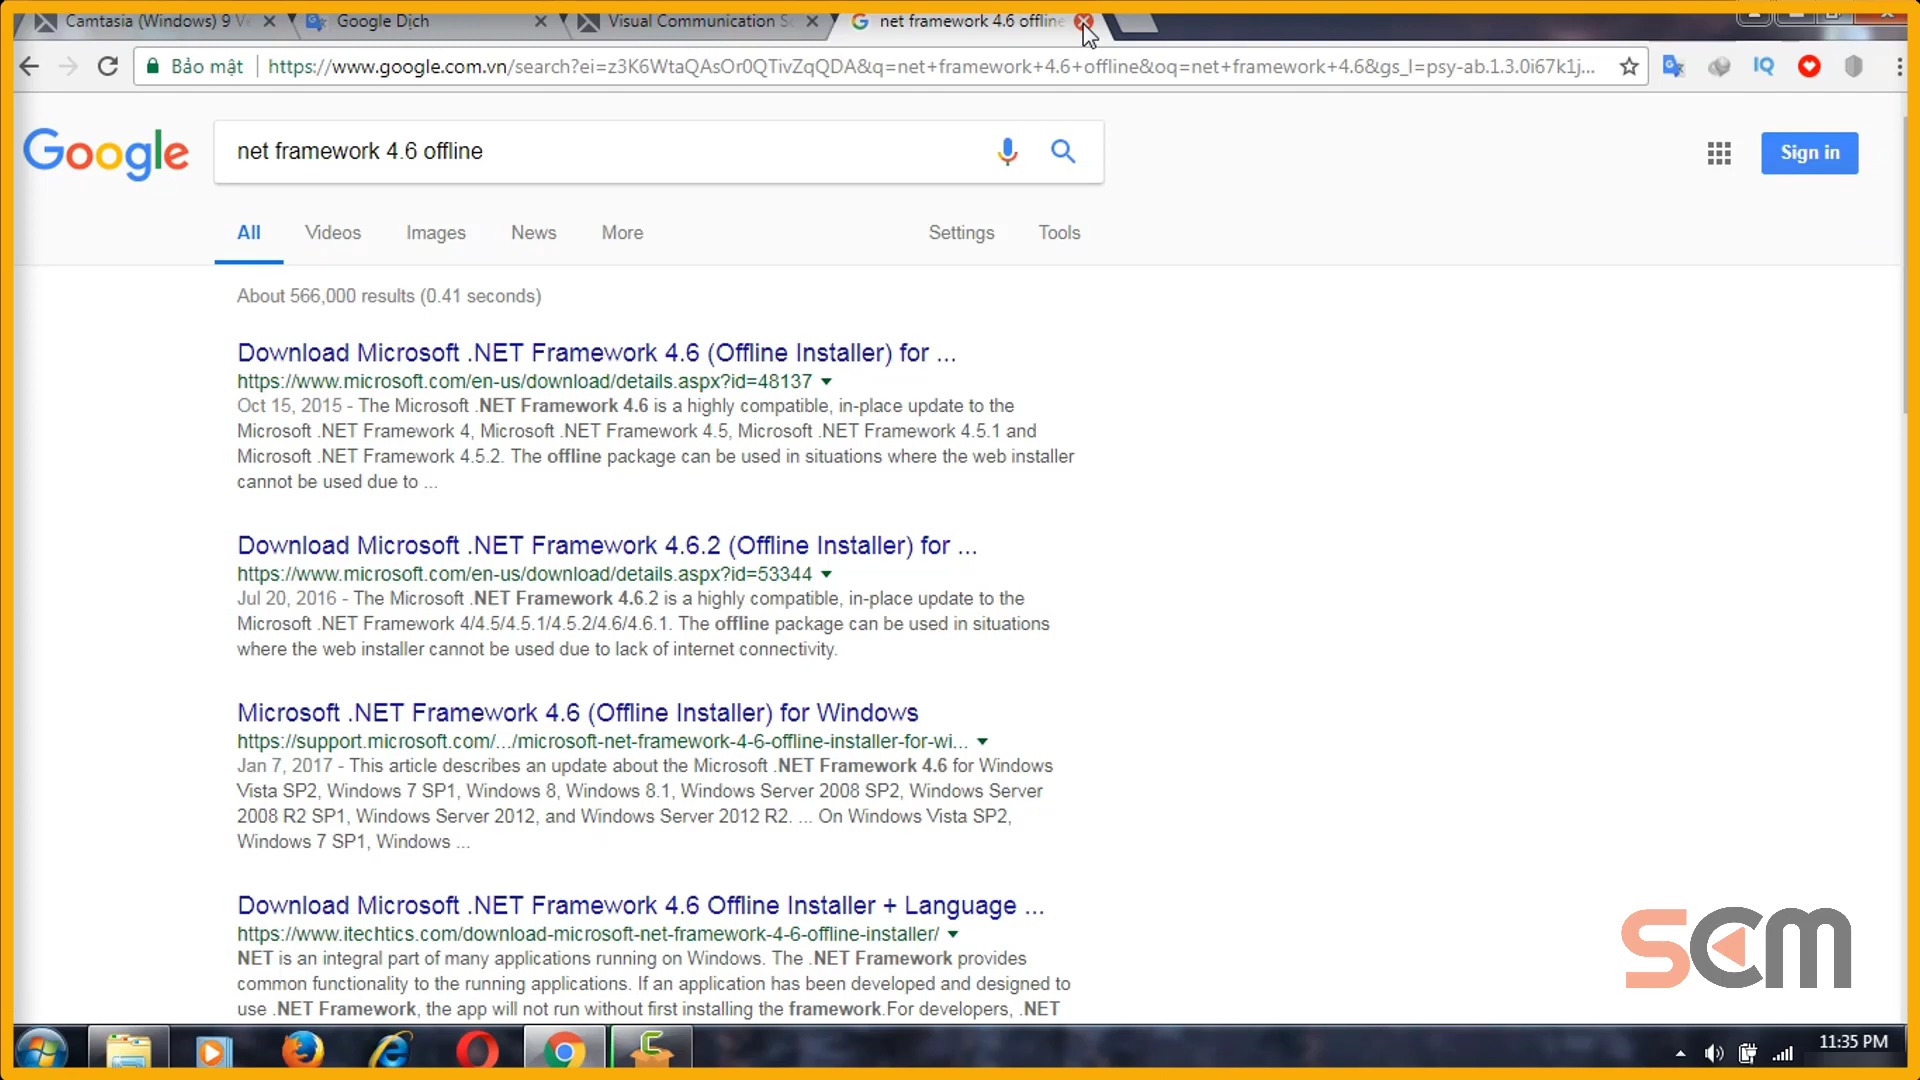 Camtasia (Windows) 9 Ve
Google Dịch
Visual Communication So
net framework 4.6 offline
Bảo mật
https://www.google.com.vn/search?ei=z3K6WtaQAsOr0QTivZqQDA&q=net+framework+4.6+offline&oq=net+framework+4.6&gs_l=psy-ab.1.3.0i67k1j...
IQ
Google
net framework 4.6 offline
Sign in
All
Videos
Images
News
More
Settings
Tools
About 566,000 results (0.41 seconds)
Download Microsoft .NET Framework 4.6 (Offline Installer) for ...
https://www.microsoft.com/en-us/download/details.aspx?id=48137
Oct 15, 2015 - The Microsoft .NET Framework 4.6 is a highly compatible, in-place update to the
Microsoft .NET Framework 4, Microsoft .NET Framework 4.5, Microsoft .NET Framework 4.5.1 and
Microsoft .NET Framework 4.5.2. The offline package can be used in situations where the web installer
cannot be used due to ...
Download Microsoft .NET Framework 4.6.2 (Offline Installer) for ...
https://www.microsoft.com/en-us/download/details.aspx?id=53344
Jul 20, 2016 - The Microsoft .NET Framework 4.6.2 is a highly compatible, in-place update to the
Microsoft .NET Framework 4/4.5/4.5.1/4.5.2/4.6/4.6.1. The offline package can be used in situations
where the web installer cannot be used due to lack of internet connectivity.
Microsoft .NET Framework 4.6 (Offline Installer) for Windows
https://support.microsoft.com/.../microsoft-net-framework-4-6-offline-installer-for-wi...
Jan 7, 2017 - This article describes an update about the Microsoft .NET Framework 4.6 for Windows
Vista SP2, Windows 7 SP1, Windows 8, Windows 8.1, Windows Server 2008 SP2, Windows Server
2008 R2 SP1, Windows Server 2012, and Windows Server 2012 R2. ... On Windows Vista SP2,
Windows 7 SP1, Windows ...
Download Microsoft .NET Framework 4.6 Offline Installer + Language ...
https://www.itechtics.com/download-microsoft-net-framework-4-6-offline-installer/
NET is an integral part of many applications running on Windows. The .NET Framework provides
common functionality to the running applications. If an application has been developed and designed to
use .NET Framework, the app will not run without first installing the framework.For developers, .NET
SCM
11:35 PM